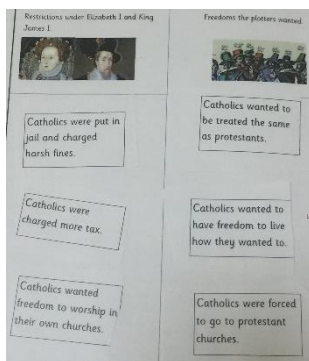 Restrictions under Elizabeth I and King
James I.
Freedoms the plotters wanted.
Catholics were put in
jail and charged
harsh fines.
Catholics wanted to
be treated the same
as protestants.
Catholics were
charged more tax.
Catholics wanted to
have freedom to live
how they wanted to.
Catholics wanted
freedom to worship in
their own churches.
Catholics were forced
to go to protestant
churches.